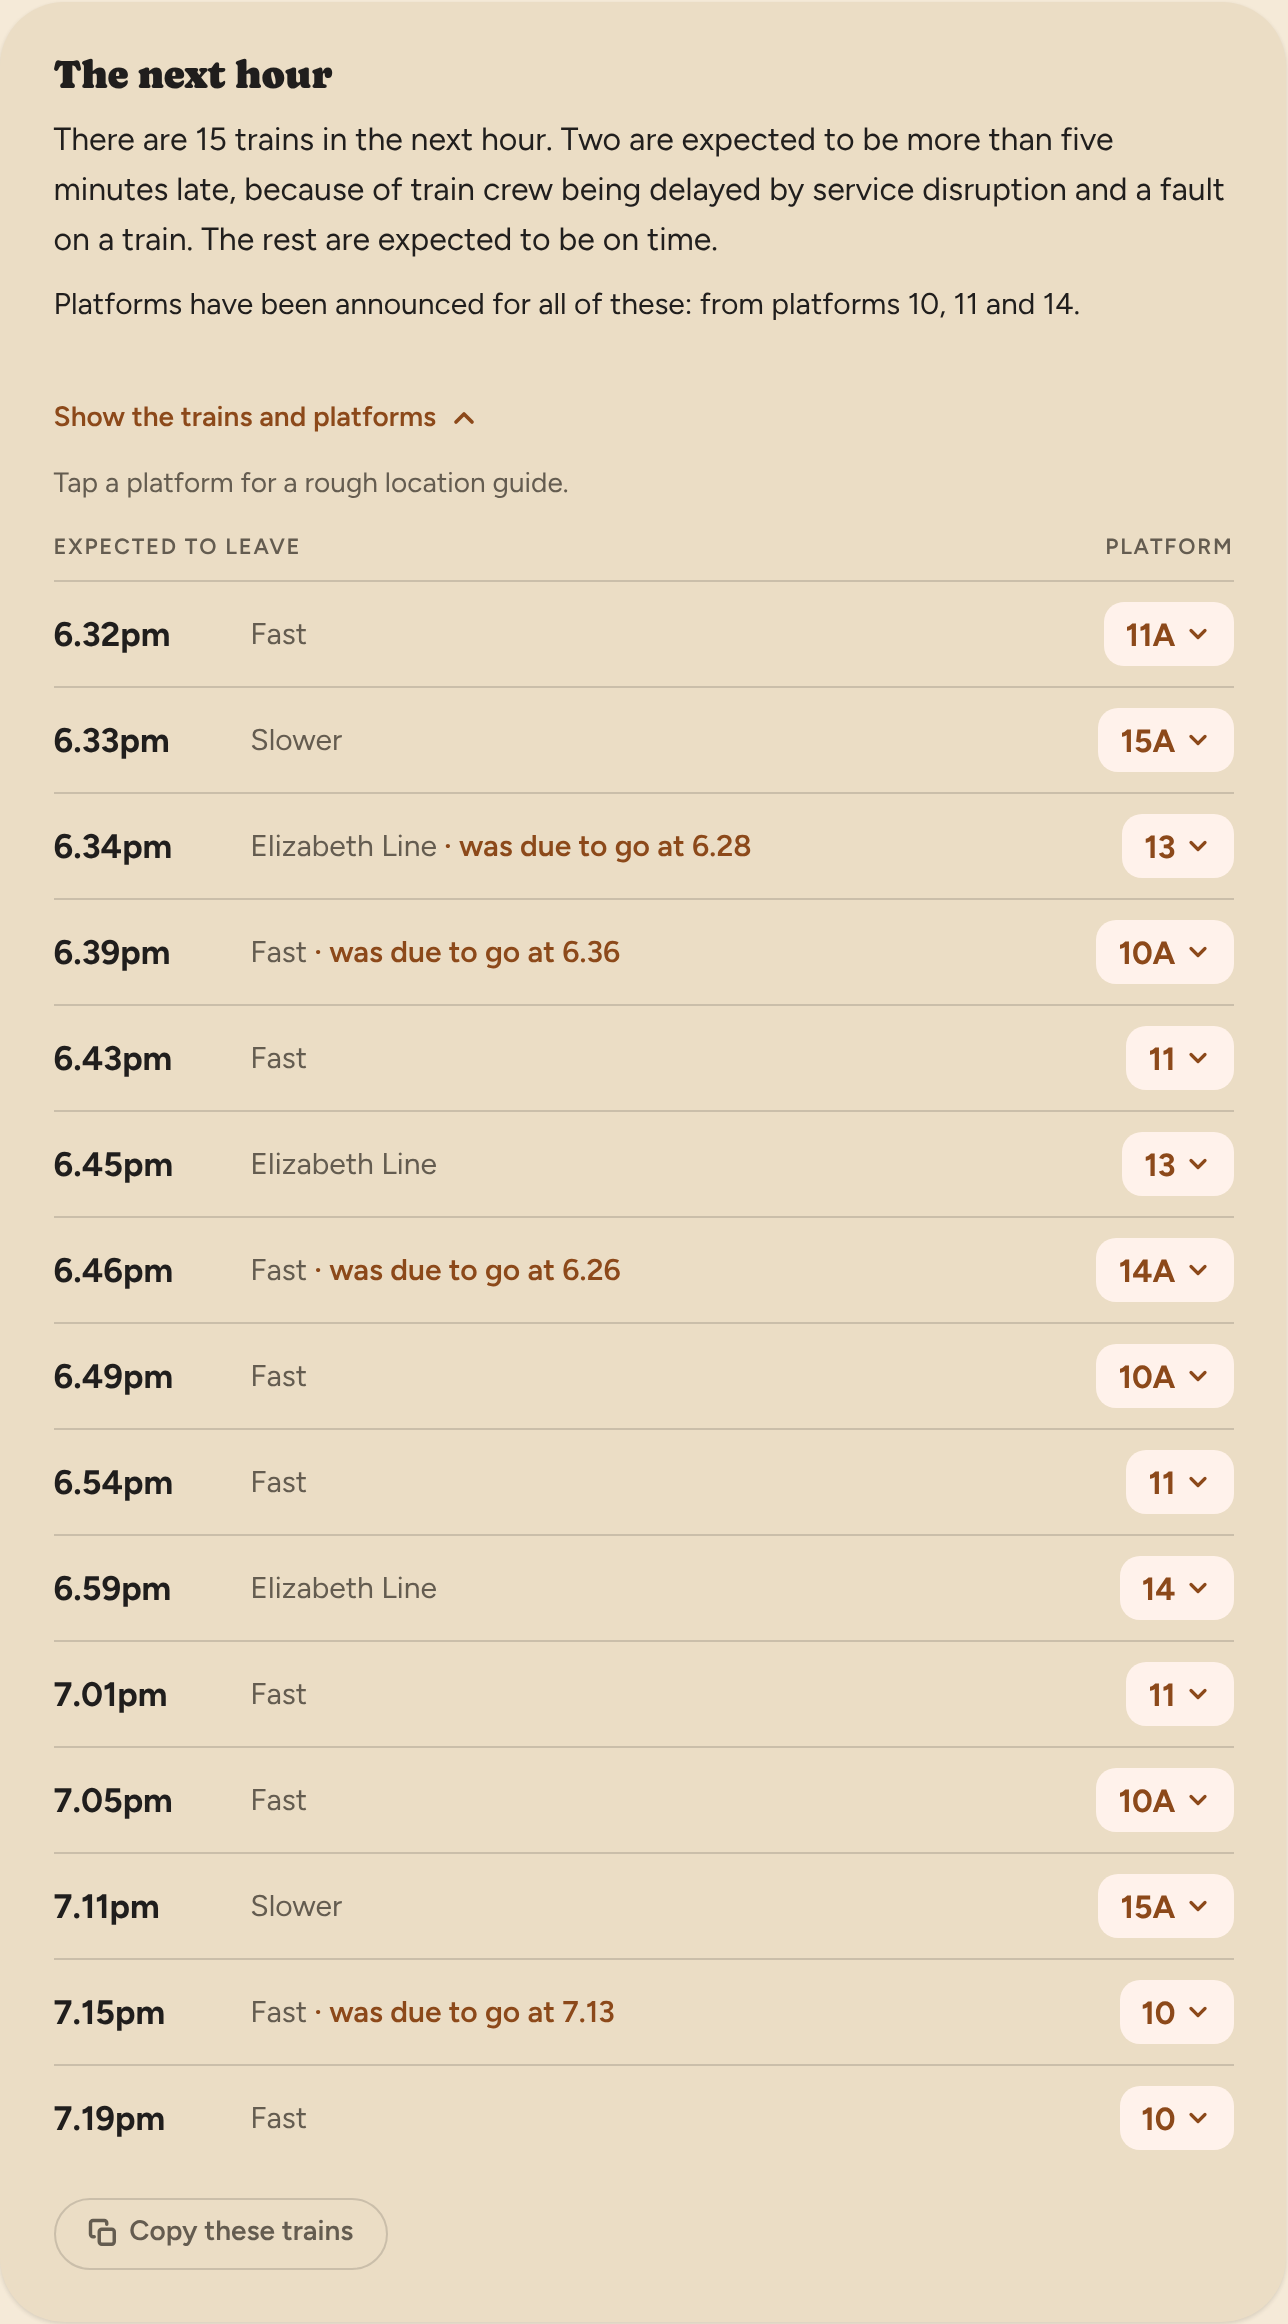 The next hour
There are 15 trains in the next hour. Two are expected to be more than five
minutes late, because of train crew being delayed by service disruption and a fault
on a train. The rest are expected to be on time.
Platforms have been announced for all of these: from platforms 10, 11 and 14.
Show the trains and platforms
Tap a platform for a rough location guide.
EXPECTED TO LEAVE PLATFORM
6.32pm Fast 11A
6.33pm Slower 15A
6.34pm Elizabeth Line · was due to go at 6.28 13
6.39pm Fast · was due to go at 6.36 10A
6.43pm Fast 11
6.45pm Elizabeth Line 13
6.46pm Fast · was due to go at 6.26 14A
6.49pm Fast 10A
6.54pm Fast 11
6.59pm Elizabeth Line 14
7.01pm Fast 11
7.05pm Fast 10A
7.11pm Slower 15A
7.15pm Fast · was due to go at 7.13 10
7.19pm Fast 10
Copy these trains